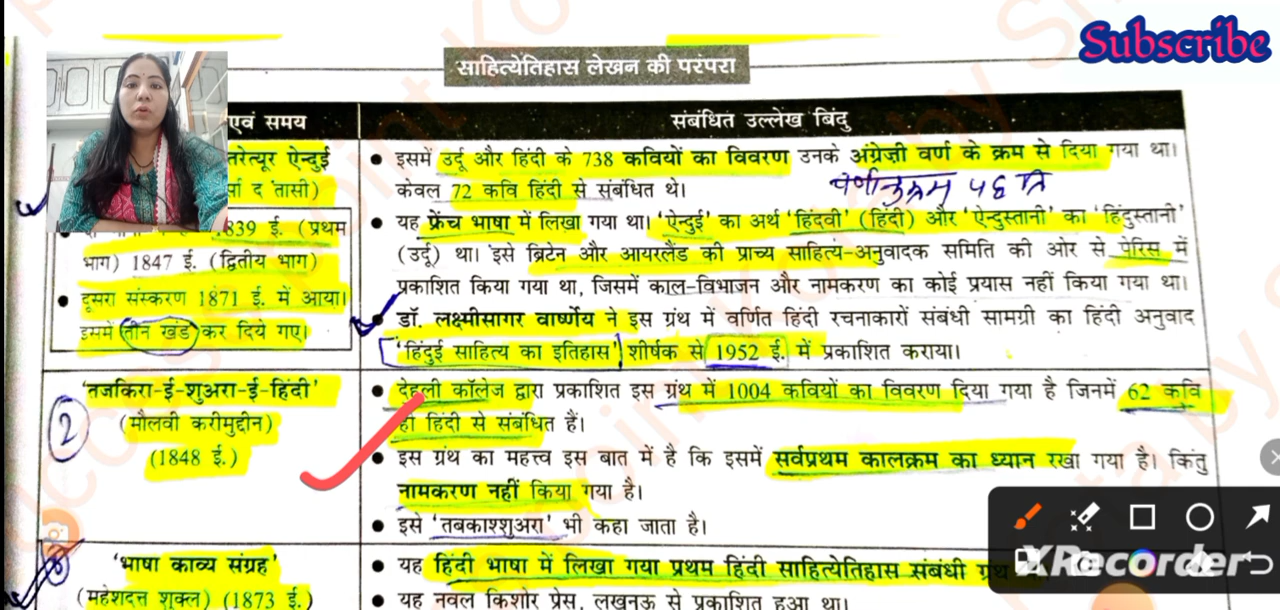 Subscribe
साहित्येतिहास लेखन की परंपरा
एवं समय
संबंधित उल्लेख बिंदु
तरेत्यूर ऐन्दुई
र्सां द तासी)
839 ई. (प्रथम
भाग) 1847 ई. (द्वितीय भाग)
• दूसरा संस्करण 1871 ई. में आया।
इसमें तीन खंड कर दिये गए।
• इसमें उर्दू और हिंदी के 738 कवियों का विवरण उनके अंग्रेज़ी वर्ण के क्रम से दिया गया था।
केवल 72 कवि हिंदी से संबंधित थे।
वर्णानुक्रम पद्धति
• यह फ्रेंच भाषा में लिखा गया था। 'ऐन्दुई' का अर्थ 'हिंदवी' (हिंदी) और 'ऐन्दुस्तानी' का 'हिंदुस्तानी'
(उर्दू) था। इसे ब्रिटेन और आयरलैंड की प्राच्य साहित्य-अनुवादक समिति की ओर से पेरिस में
प्रकाशित किया गया था, जिसमें काल-विभाजन और नामकरण का कोई प्रयास नहीं किया गया था।
• डॉ. लक्ष्मीसागर वार्ष्णेय ने इस ग्रंथ में वर्णित हिंदी रचनाकारों संबंधी सामग्री का हिंदी अनुवाद
'हिंदुई साहित्य का इतिहास' शीर्षक से 1952 ई. में प्रकाशित कराया।
2
'तजकिरा-ई-शुअरा-ई-हिंदी'
(मौलवी करीमुद्दीन)
(1848 ई.)
• देहली कॉलेज द्वारा प्रकाशित इस ग्रंथ में 1004 कवियों का विवरण दिया गया है जिनमें 62 कवि
ही हिंदी से संबंधित हैं।
• इस ग्रंथ का महत्त्व इस बात में है कि इसमें सर्वप्रथम कालक्रम का ध्यान रखा गया है। किंतु
नामकरण नहीं किया गया है।
• इसे 'तबकाश्शुअरा' भी कहा जाता है।
'भाषा काव्य संग्रह'
(महेशदत्त शुक्ल) (1873 ई.)
• यह हिंदी भाषा में लिखा गया प्रथम हिंदी साहित्येतिहास संबंधी ग्रंथ
• यह नवल किशोर प्रेस, लखनऊ से प्रकाशित हुआ था।
XRecorder